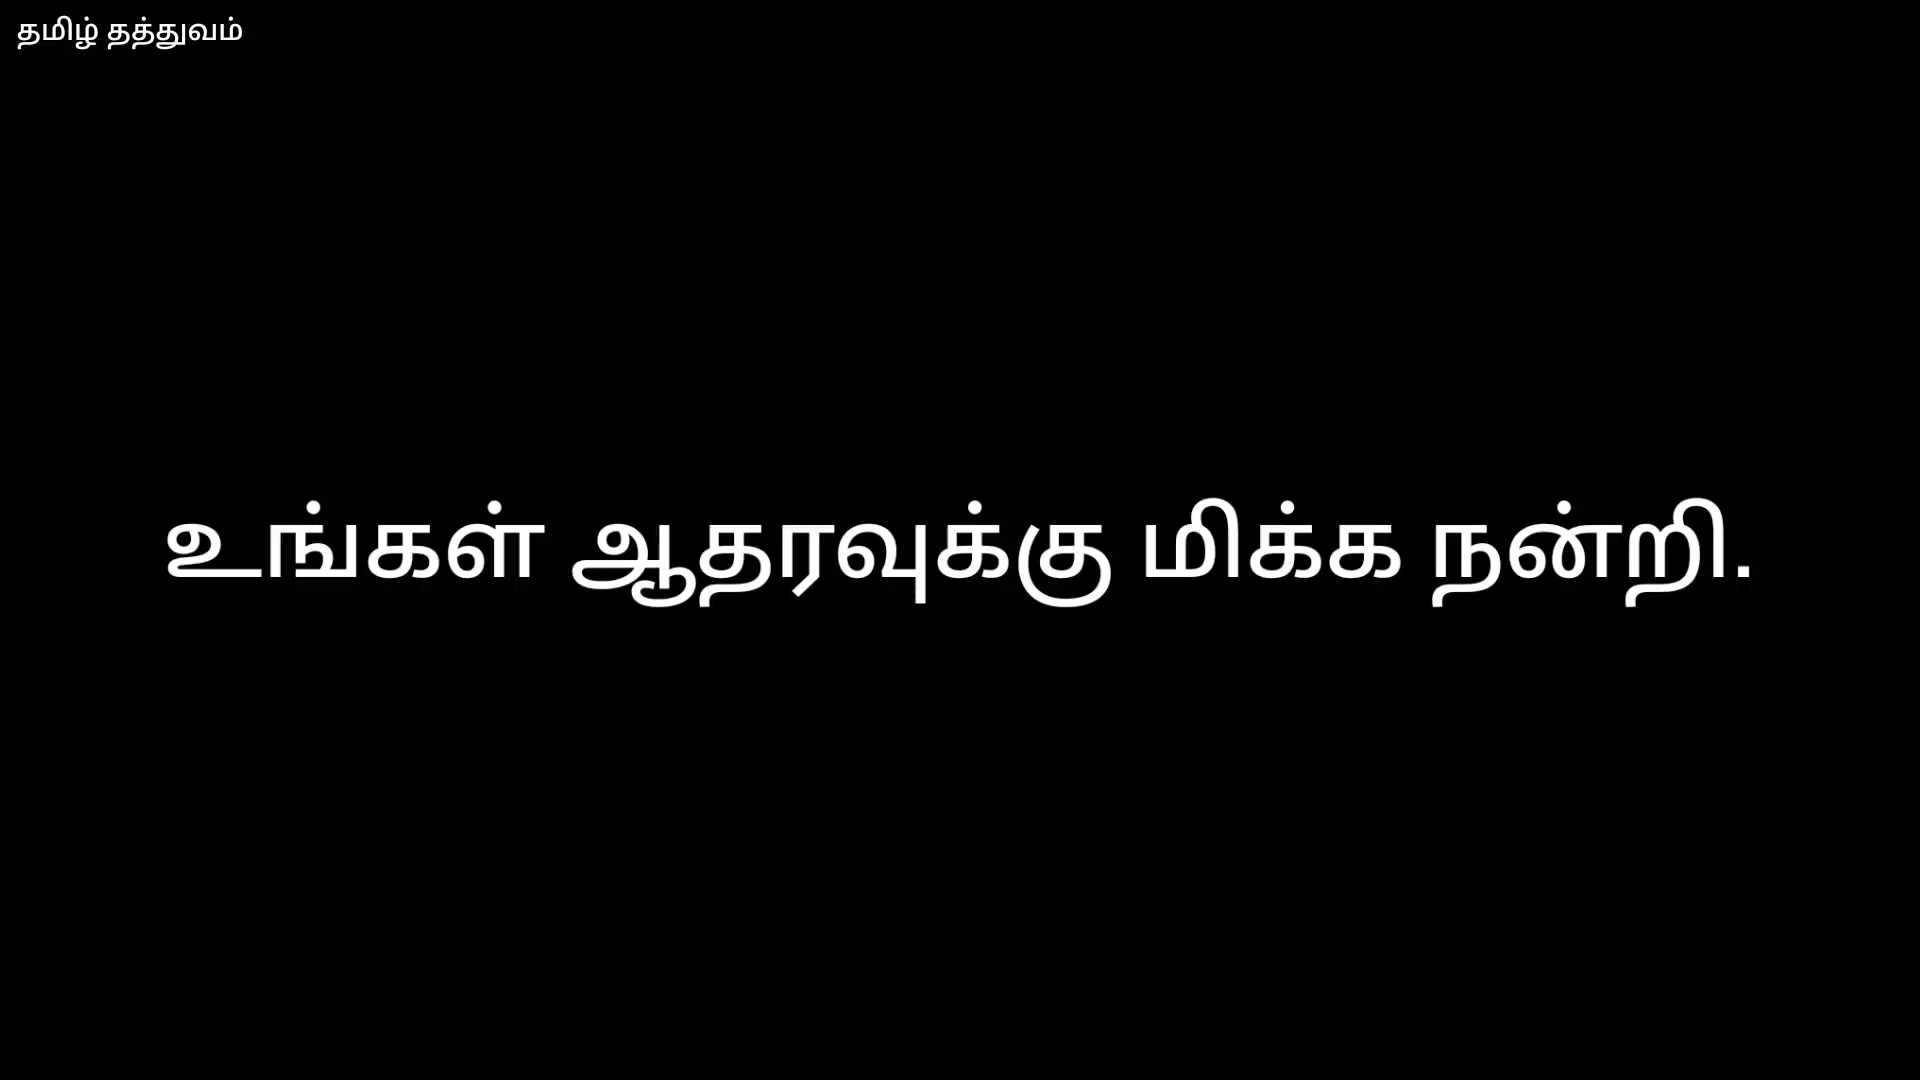 தமிழ் தத்துவம்
உங்கள் ஆதரவுக்கு மிக்க நன்றி.